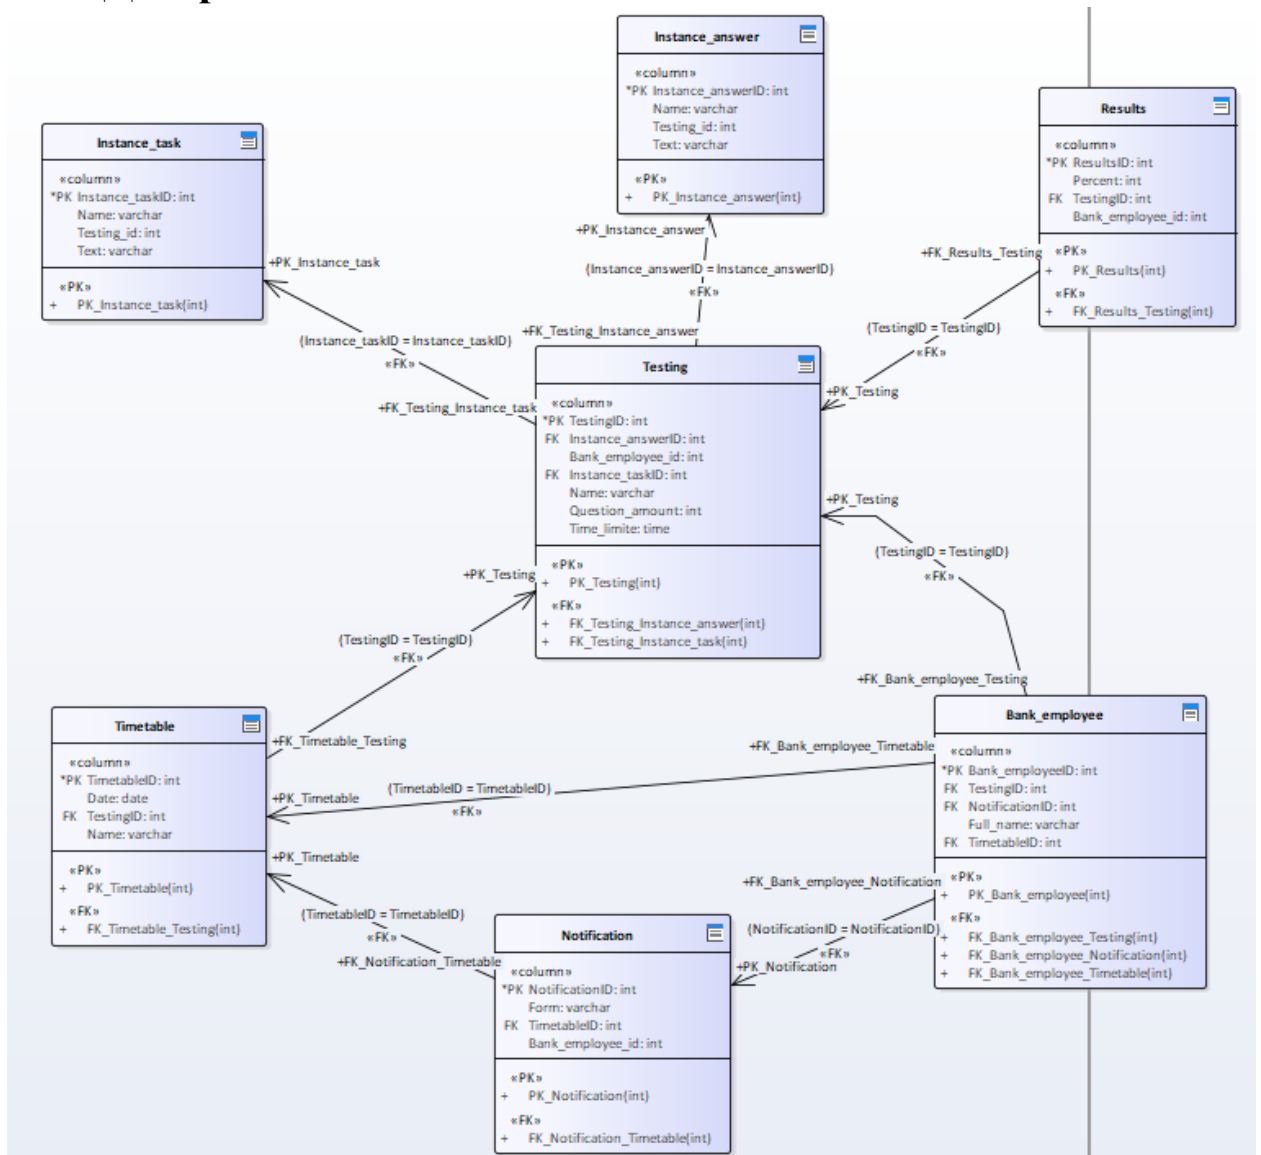 Instance_answer
«column»
*PK Instance_answerID: int
Name: varchar
Testing_id: int
Text: varchar
«PK»
+ PK_Instance_answer(int)
Results
«column»
*PK ResultsID: int
Percent: int
FK TestingID: int
Bank_employee_id: int
«PK»
+ PK_Results(int)
«FK»
+ FK_Results_Testing(int)
Instance_task
«column»
*PK Instance_taskID: int
Name: varchar
Testing_id: int
Text: varchar
«PK»
+ PK_Instance_task(int)
+PK_Instance_answer
{Instance_answerID = Instance_answerID}
«FK»
+FK_Testing_Instance_answer
+FK_Results_Testing
{TestingID = TestingID}
«FK»
+PK_Testing
+PK_Instance_task
{Instance_taskID = Instance_taskID}
«FK»
+FK_Testing_Instance_task
Testing
«column»
*PK TestingID: int
FK Instance_answerID: int
Bank_employee_id: int
FK Instance_taskID: int
Name: varchar
Question_amount: int
Time_limite: time
«PK»
+ PK_Testing(int)
«FK»
+ FK_Testing_Instance_answer(int)
+ FK_Testing_Instance_task(int)
+PK_Testing
{TestingID = TestingID}
«FK»
+FK_Bank_employee_Testing
+PK_Testing
{TestingID = TestingID}
«FK»
+FK_Timetable_Testing
Timetable
«column»
*PK TimetableID: int
Date: date
FK TestingID: int
Name: varchar
«PK»
+ PK_Timetable(int)
«FK»
+ FK_Timetable_Testing(int)
+FK_Bank_employee_Timetable
{TimetableID = TimetableID}
+PK_Timetable
«FK»
Bank_employee
«column»
*PK Bank_employeeID: int
FK TestingID: int
FK NotificationID: int
Full_name: varchar
FK TimetableID: int
«PK»
+ PK_Bank_employee(int)
«FK»
+ FK_Bank_employee_Testing(int)
+ FK_Bank_employee_Notification(int)
+ FK_Bank_employee_Timetable(int)
+PK_Timetable
{TimetableID = TimetableID}
«FK»
+FK_Notification_Timetable
+FK_Bank_employee_Notification
{NotificationID = NotificationID}
«FK»
+PK_Notification
Notification
«column»
*PK NotificationID: int
Form: varchar
FK TimetableID: int
Bank_employee_id: int
«PK»
+ PK_Notification(int)
«FK»
+ FK_Notification_Timetable(int)